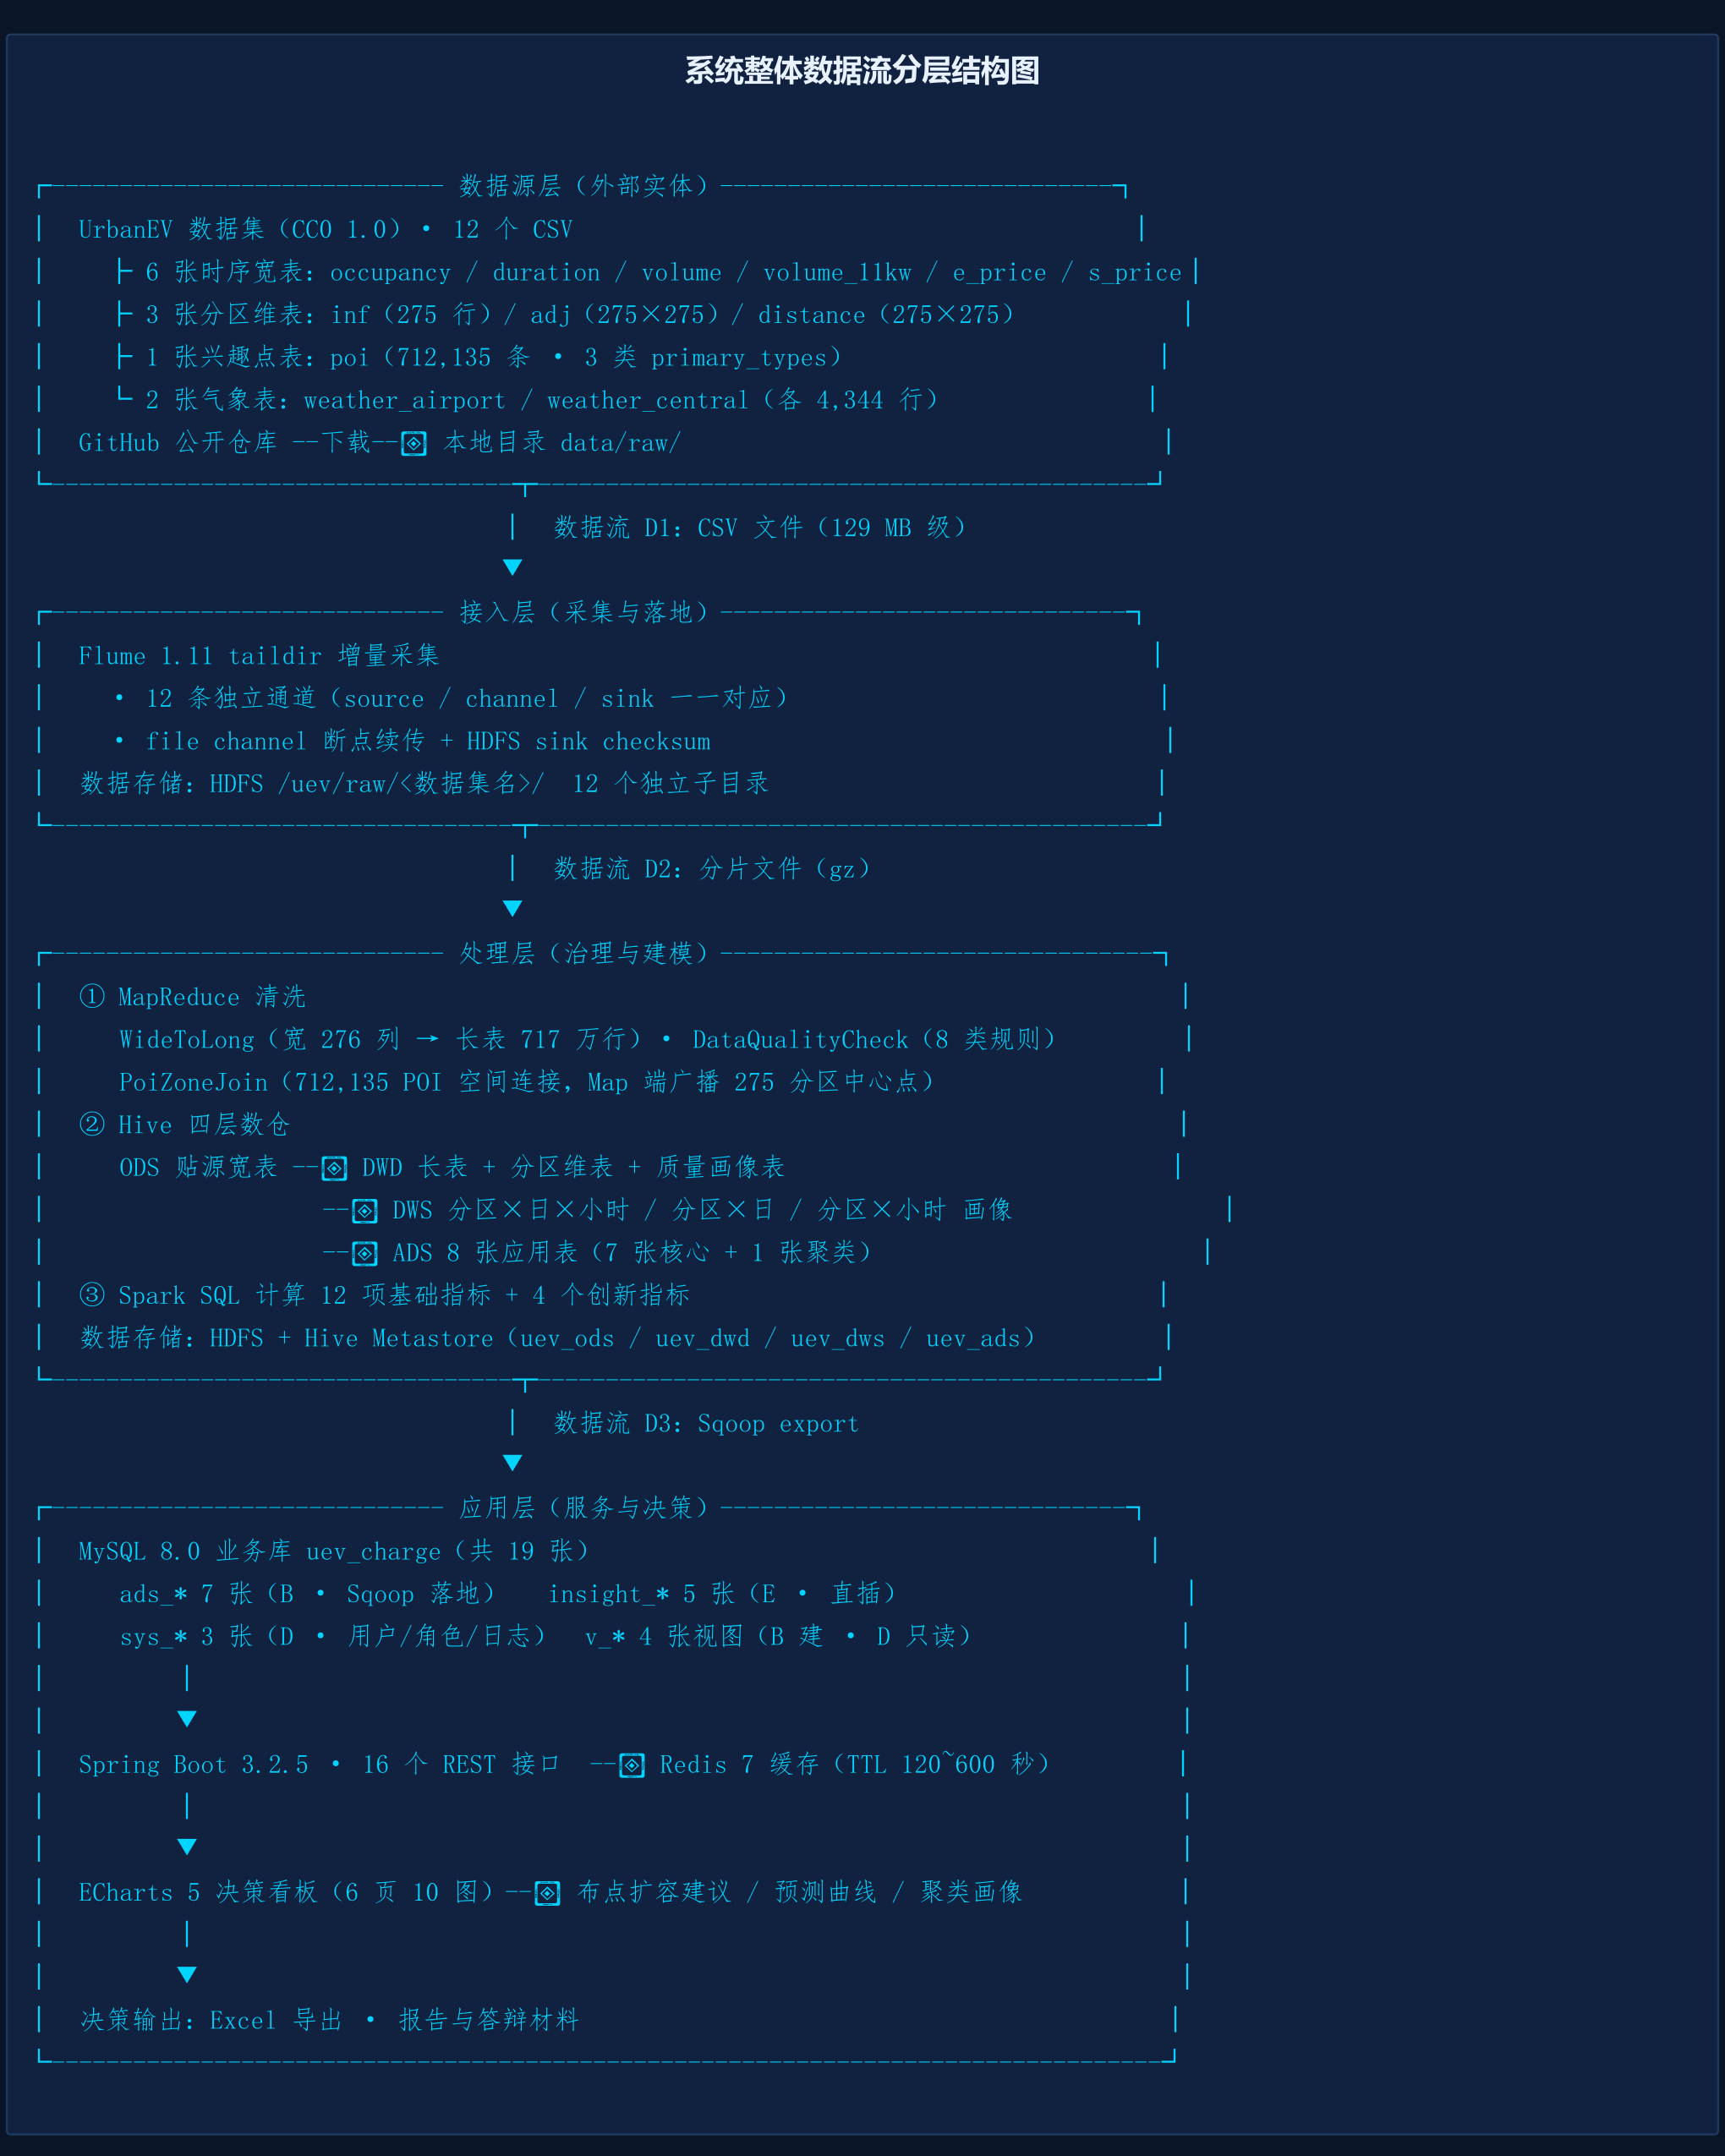 系统整体数据流分层结构图
数据源层（外部实体）
UrbanEV 数据集（CC0 1.0）• 12 个 CSV
├ 6 张时序宽表: occupancy / duration / volume / volume_11kw / e_price / s_price
├ 3 张分区维表: inf（275 行）/ adj（275×275）/ distance（275×275）
├ 1 张兴趣点表: poi（712,135 条 • 3 类 primary_types）
└ 2 张气象表: weather_airport / weather_central（各 4,344 行）
GitHub 公开仓库 --下载-- 本地目录 data/raw/
数据流 D1: CSV 文件（129 MB 级）
▼
接入层（采集与落地）
Flume 1.11 taildir 增量采集
• 12 条独立通道（source / channel / sink 一一对应）
• file channel 断点续传 + HDFS sink checksum
数据存储: HDFS /uev/raw/<数据集名>/ 12 个独立子目录
数据流 D2: 分片文件（gz）
▼
处理层（治理与建模）
① MapReduce 清洗
WideToLong（宽 276 列 → 长表 717 万行）• DataQualityCheck（8 类规则）
PoiZoneJoin（712,135 POI 空间连接, Map 端广播 275 分区中心点）
② Hive 四层数仓
ODS 贴源宽表 -- DWD 长表 + 分区维表 + 质量画像表
-- DWS 分区×日×小时 / 分区×日 / 分区×小时 画像
-- ADS 8 张应用表（7 张核心 + 1 张聚类）
③ Spark SQL 计算 12 项基础指标 + 4 个创新指标
数据存储: HDFS + Hive Metastore（uev_ods / uev_dwd / uev_dws / uev_ads）
数据流 D3: Sqoop export
▼
应用层（服务与决策）
MySQL 8.0 业务库 uev_charge（共 19 张）
ads_* 7 张（B • Sqoop 落地） insight_* 5 张（E • 直插）
sys_* 3 张（D • 用户/角色/日志） v_* 4 张视图（B 建 • D 只读）
▼
Spring Boot 3.2.5 • 16 个 REST 接口 -- Redis 7 缓存（TTL 120~600 秒）
▼
ECharts 5 决策看板（6 页 10 图）-- 布点扩容建议 / 预测曲线 / 聚类画像
▼
决策输出: Excel 导出 • 报告与答辩材料